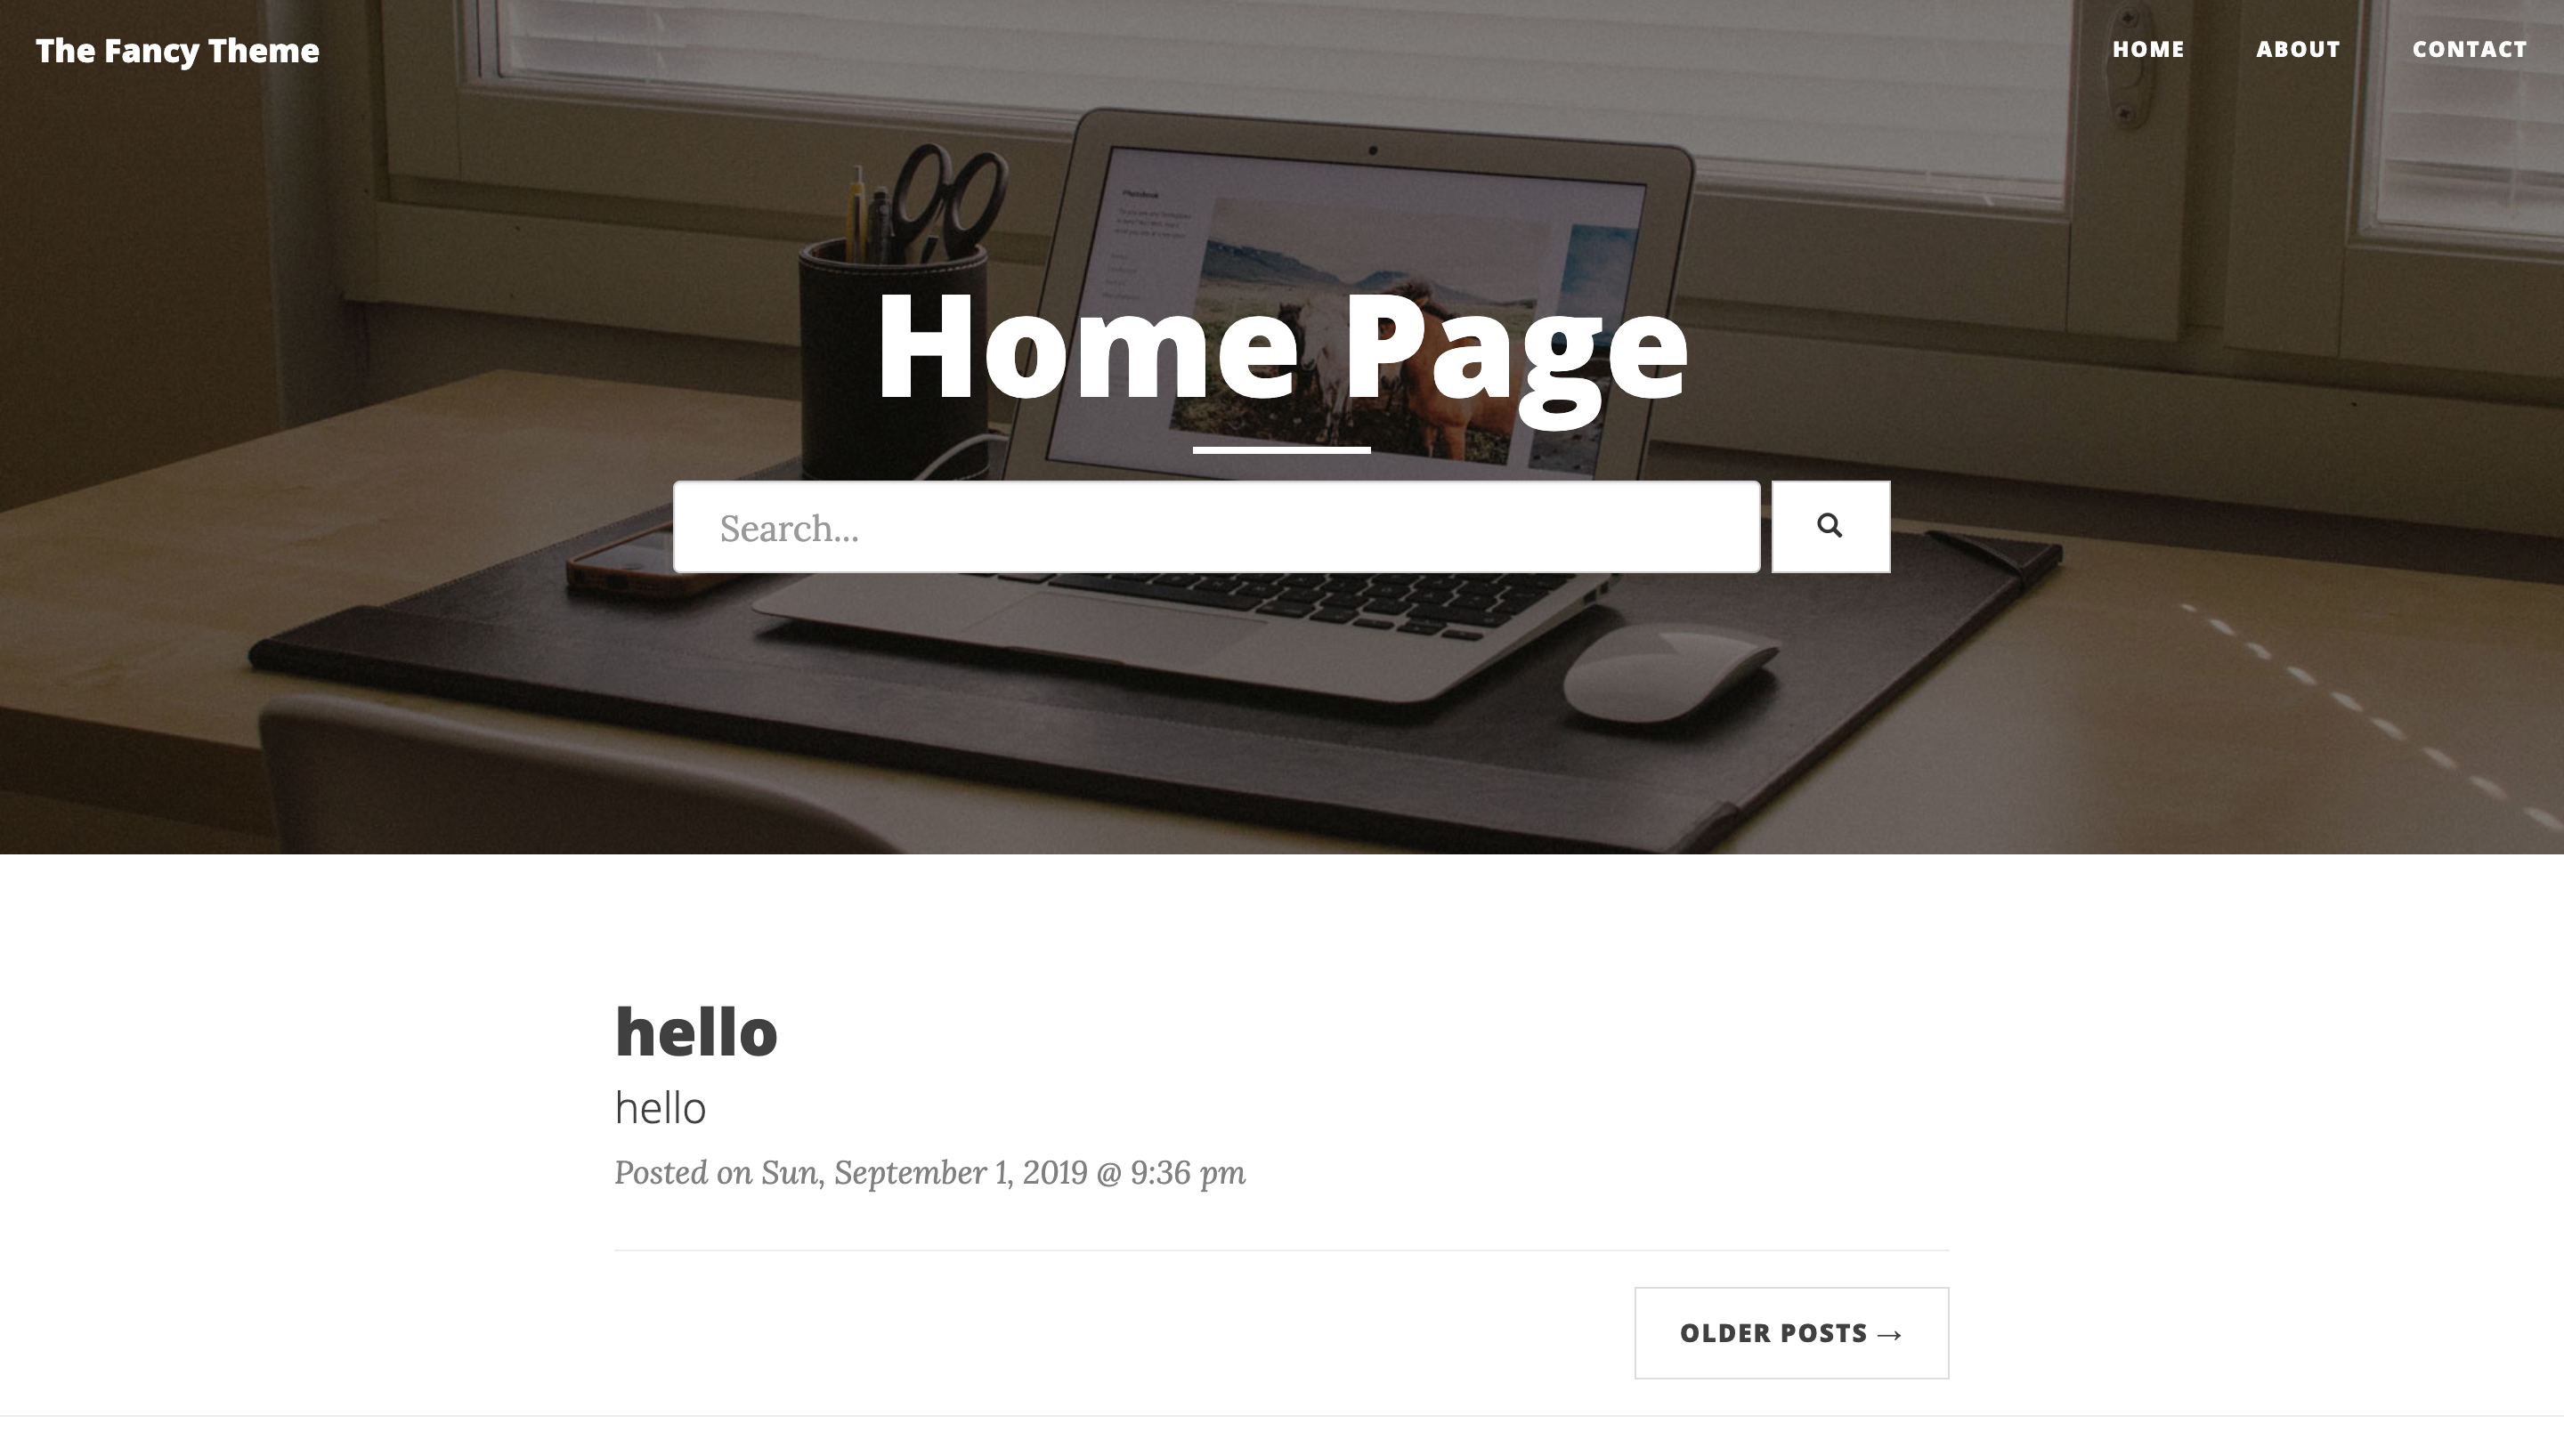 The Fancy Theme
HOME ABOUT CONTACT
Photobook
Home Page
Search...
hello
hello
Posted on Sun, September 1, 2019 @ 9:36 pm
OLDER POSTS →